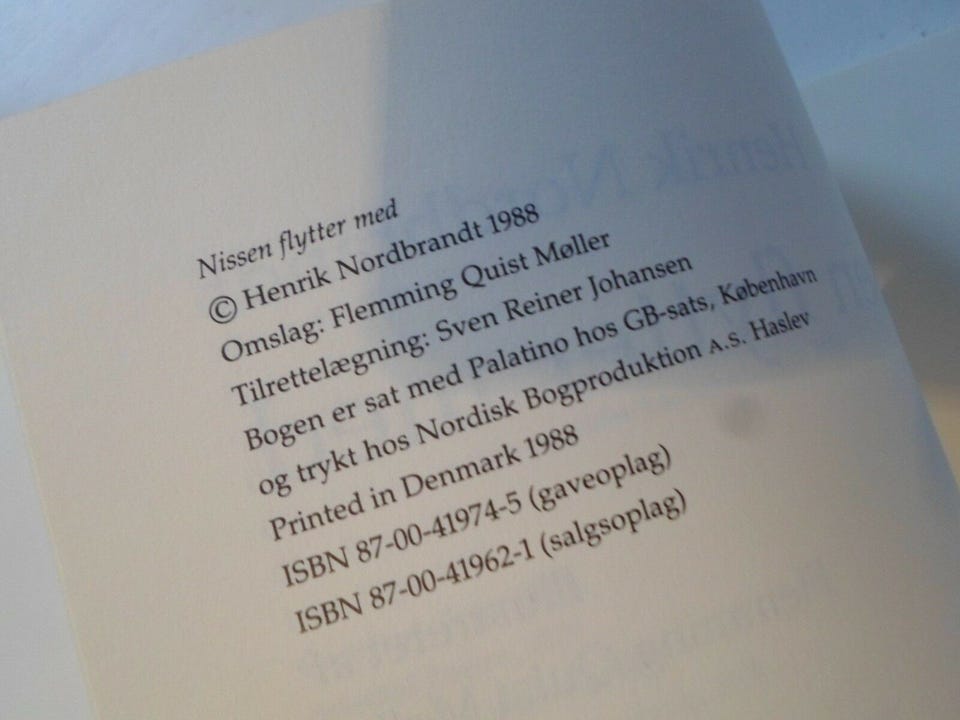 Nissen flytter med
© Henrik Nordbrandt 1988
Omslag: Flemming Quist Møller
Tilrettelægning: Sven Reiner Johansen
Bogen er sat med Palatino hos GB-sats, København
og trykt hos Nordisk Bogproduktion A.S. Haslev
Printed in Denmark 1988
ISBN 87-00-41974-5 (gaveoplag)
ISBN 87-00-41962-1 (salgsoplag)